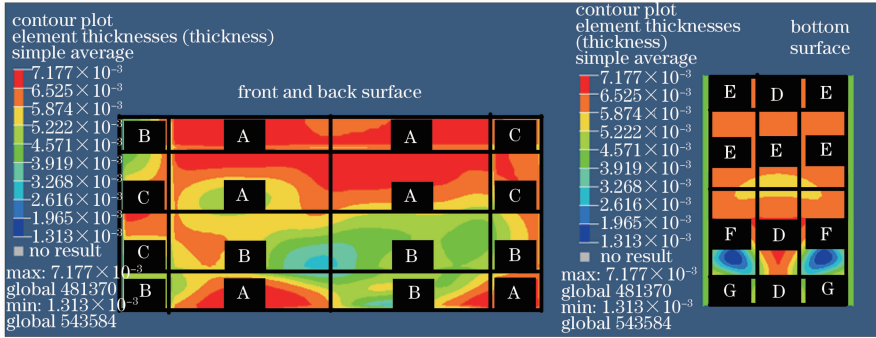 contour plot
element thicknesses (thickness)
simple average
7.177×10⁻³
6.525×10⁻³
5.874×10⁻³
5.222×10⁻³
4.571×10⁻³
3.919×10⁻³
3.268×10⁻³
2.616×10⁻³
1.965×10⁻³
1.313×10⁻³
no result
max: 7.177×10⁻³
global 481370
min: 1.313×10⁻³
global 543584
front and back surface
B A A C
C A A C
C B B B
B A B A
contour plot
element thicknesses
(thickness)
simple average
7.177×10⁻³
6.525×10⁻³
5.874×10⁻³
5.222×10⁻³
4.571×10⁻³
3.919×10⁻³
3.268×10⁻³
2.616×10⁻³
1.965×10⁻³
1.313×10⁻³
no result
max: 7.177×10⁻³
global 481370
min: 1.313×10⁻³
global 543584
bottom
surface
E D E
E E E
F D F
G D G